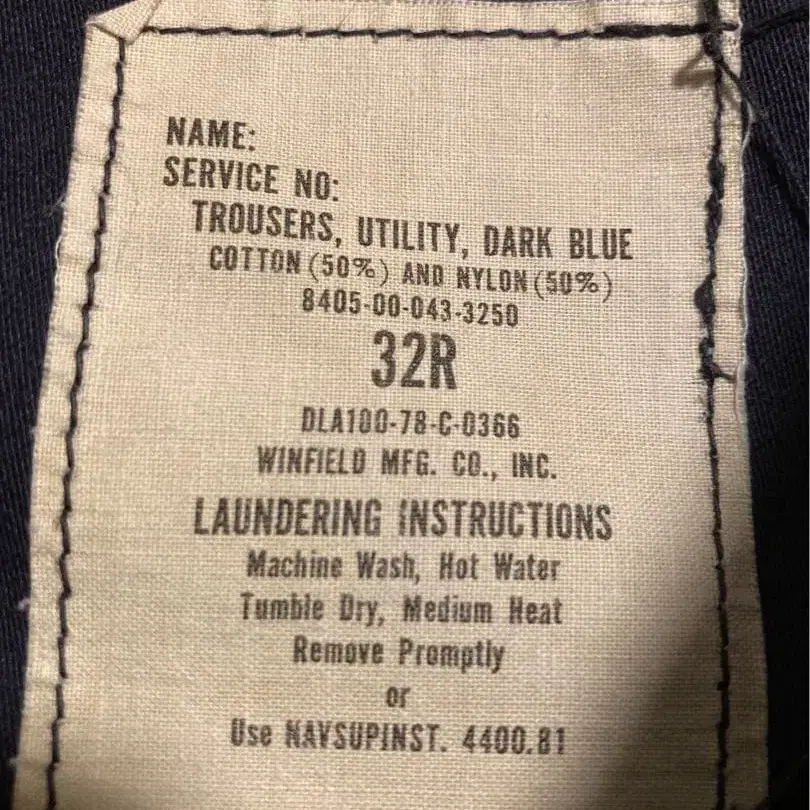 NAME:
SERVICE NO:
TROUSERS, UTILITY, DARK BLUE
COTTON (50%) AND NYLON (50%)
8405-00-043-3250
32R
DLA100-78-C-0366
WINFIELD MFG. CO., INC.
LAUNDERING INSTRUCTIONS
Machine Wash, Hot Water
Tumble Dry, Medium Heat
Remove Promptly
or
Use NAVSUPINST. 4400.81